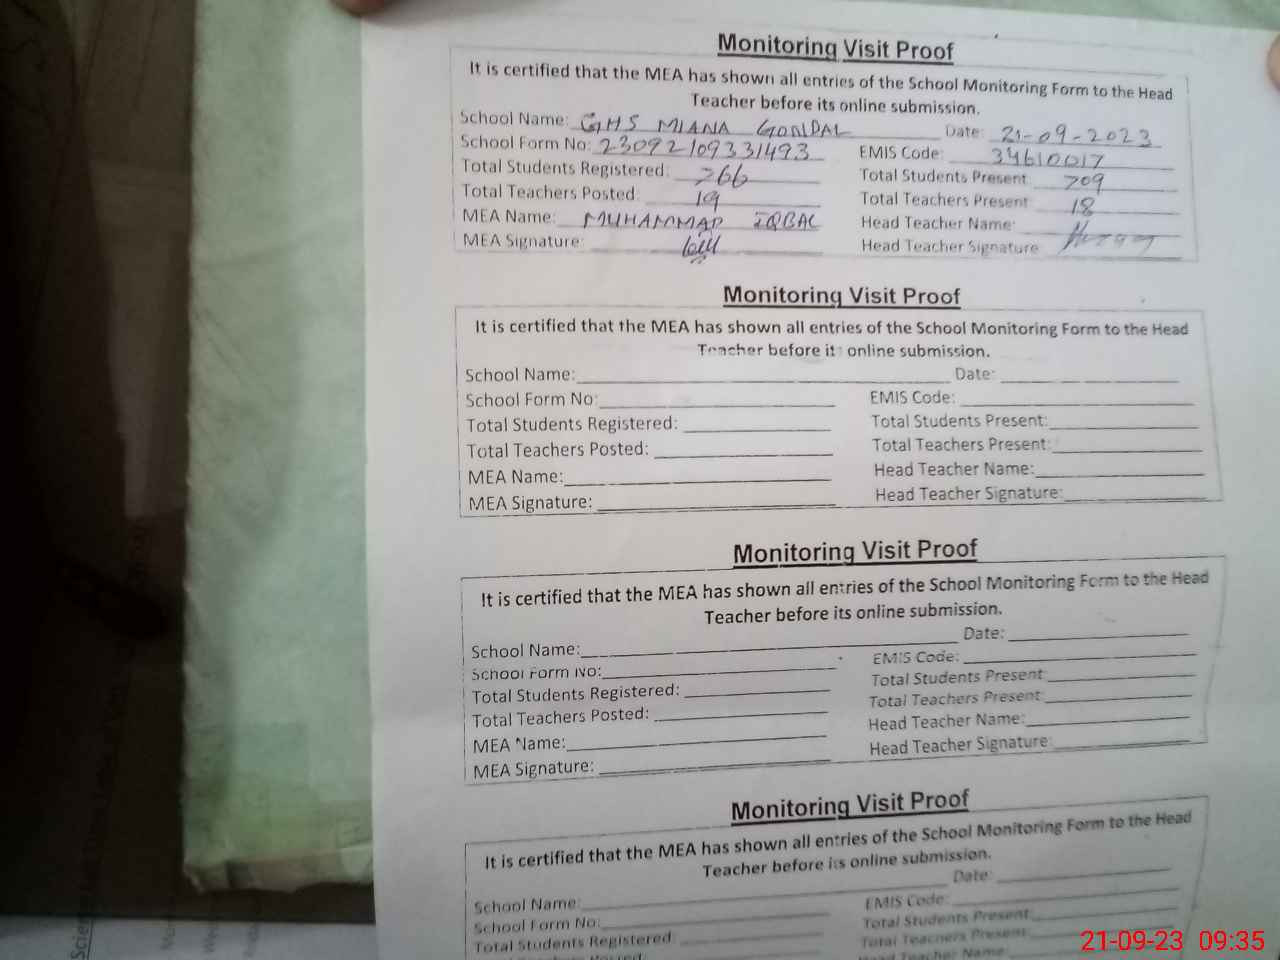 Monitoring Visit Proof
It is certified that the MEA has shown all entries of the School Monitoring Form to the Head
Teacher before its online submission.
School Name: GHS MIANA GONDAL Date: 21-09-2023
School Form No: 23092109331493 EMIS Code: 34610017
Total Students Registered: 766 Total Students Present 709
Total Teachers Posted: 19 Total Teachers Present 18
MEA Name: MUHAMMAD IQBAL Head Teacher Name:
MEA Signature: Head Teacher Signature
Monitoring Visit Proof
It is certified that the MEA has shown all entries of the School Monitoring Form to the Head
Teacher before its online submission.
School Name: Date:
School Form No: EMIS Code:
Total Students Registered: Total Students Present:
Total Teachers Posted: Total Teachers Present:
MEA Name: Head Teacher Name:
MEA Signature: Head Teacher Signature:
Monitoring Visit Proof
It is certified that the MEA has shown all entries of the School Monitoring Form to the Head
Teacher before its online submission.
School Name: Date:
School Form No: EMIS Code:
Total Students Registered: Total Students Present:
Total Teachers Posted: Total Teachers Present:
MEA Name: Head Teacher Name:
MEA Signature: Head Teacher Signature:
Monitoring Visit Proof
It is certified that the MEA has shown all entries of the School Monitoring Form to the Head
Teacher before its online submission.
School Name: Date:
School Form No: EMIS Code:
Total Students Registered: Total Students Present:
Total Teachers Posted: Total Teachers Present:
Head Teacher Name:
21-09-23 09:35